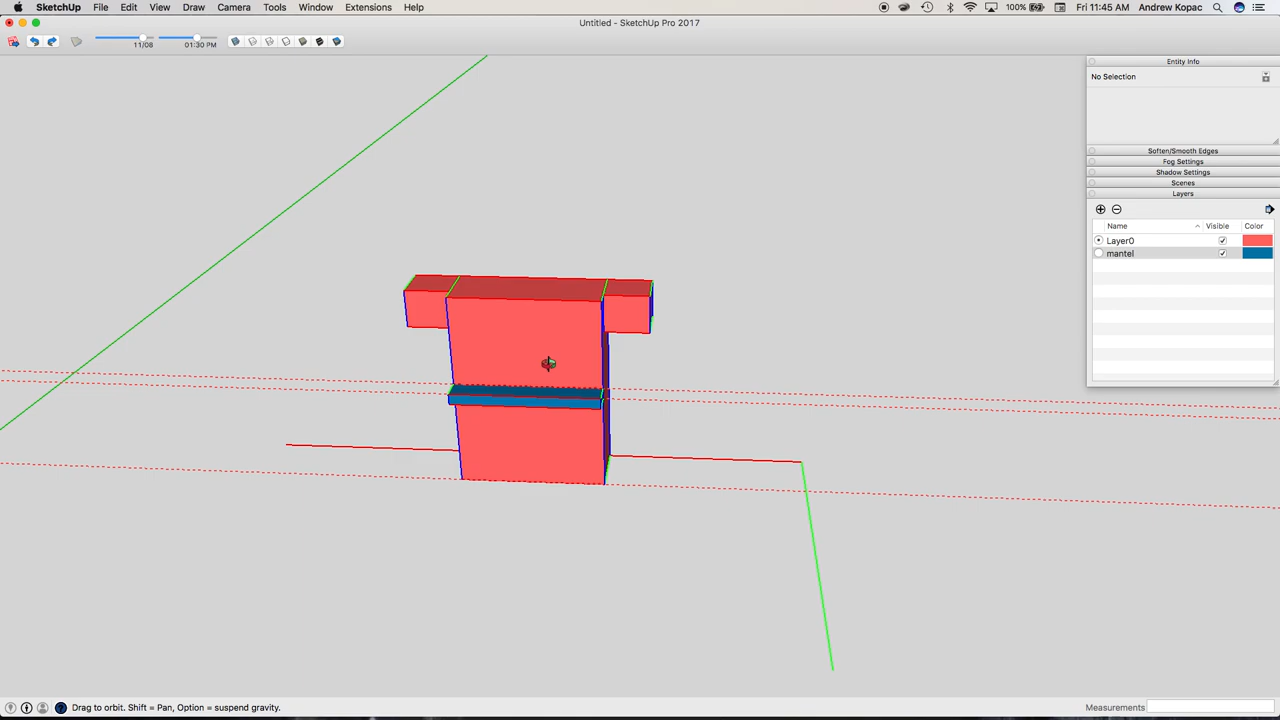 SketchUp File Edit View Draw Camera Tools Window Extensions Help 100% Fri 11:45 AM Andrew Kopac
Untitled - SketchUp Pro 2017
11/08 01:30 PM
Entity Info
No Selection
Soften/Smooth Edges
Fog Settings
Shadow Settings
Scenes
Layers
Name Visible Color
Layer0
mantel
Drag to orbit. Shift = Pan, Option = suspend gravity. Measurements